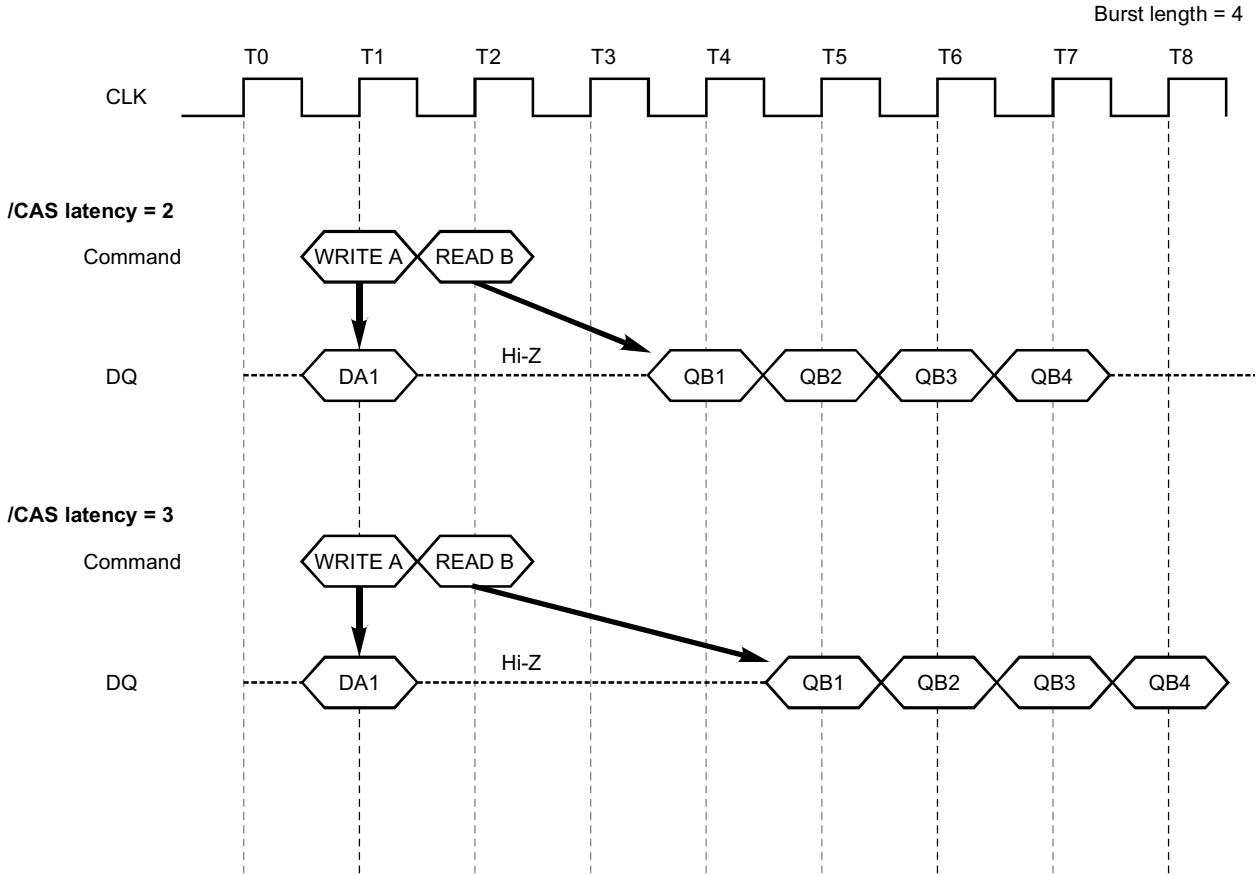 Burst length = 4
T0 T1 T2 T3 T4 T5 T6 T7 T8
CLK
/CAS latency = 2
Command WRITE A READ B
Hi-Z
DQ DA1 QB1 QB2 QB3 QB4
/CAS latency = 3
Command WRITE A READ B
Hi-Z
DQ DA1 QB1 QB2 QB3 QB4